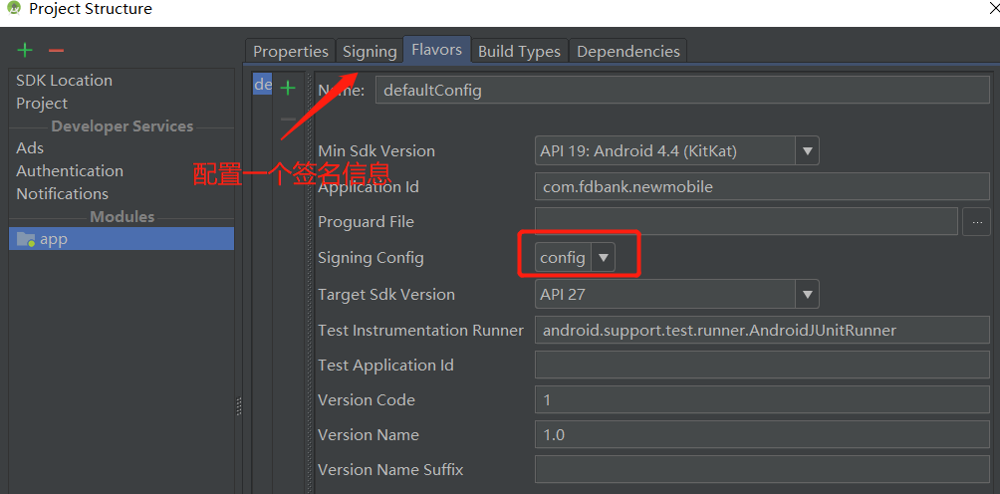 Project Structure
Properties Signing Flavors Build Types Dependencies
SDK Location
Project
Developer Services
Ads
Authentication
Notifications
Modules
app
de
Name: defaultConfig
配置一个签名信息
Min Sdk Version API 19: Android 4.4 (KitKat)
Application Id com.fdbank.newmobile
Proguard File ...
Signing Config config
Target Sdk Version API 27
Test Instrumentation Runner android.support.test.runner.AndroidJUnitRunner
Test Application Id
Version Code 1
Version Name 1.0
Version Name Suffix